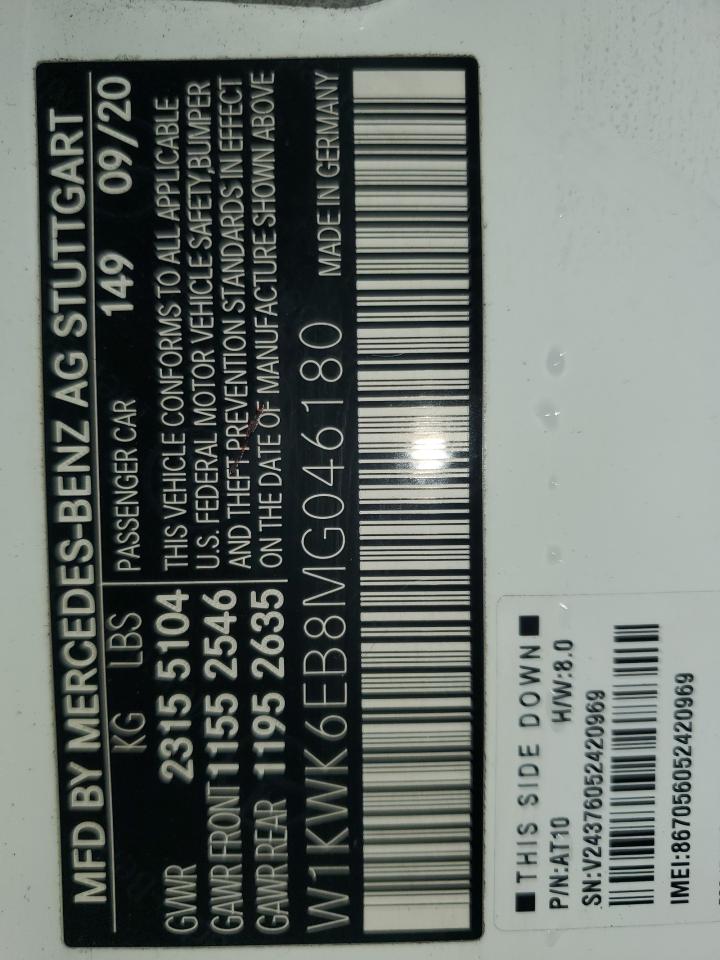 MFD BY MERCEDES-BENZ AG STUTTGART
KG LBS PASSENGER CAR 149 09/20
GVWR 2315 5104 THIS VEHICLE CONFORMS TO ALL APPLICABLE
GAWR FRONT 1155 2546 U.S. FEDERAL MOTOR VEHICLE SAFETY,BUMPER
GAWR REAR 1195 2635 AND THEFT PREVENTION STANDARDS IN EFFECT
ON THE DATE OF MANUFACTURE SHOWN ABOVE
W1KWK6EB8MG046180 MADE IN GERMANY
THIS SIDE DOWN
P/N:AT10 H/W:8.0
SN:V24376052420969
IMEI:867056052420969